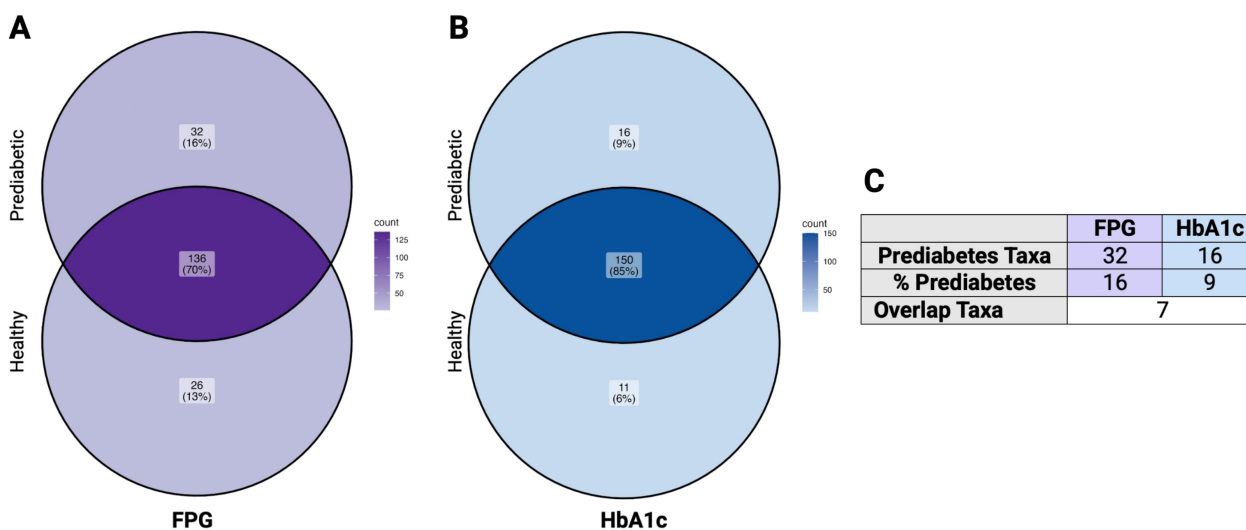 A
Prediabetic
Healthy
32
(16%)
136
(70%)
26
(13%)
count
125
100
75
50
FPG
B
Prediabetic
Healthy
16
(9%)
150
(85%)
11
(6%)
count
150
100
50
HbA1c
C
FPG HbA1c
Prediabetes Taxa 32 16
% Prediabetes 16 9
Overlap Taxa 7